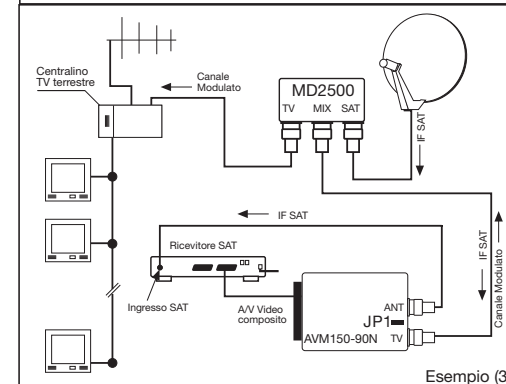 Centralino
TV terrestre
Canale
Modulato
MD2500
TV MIX SAT
IF SAT
IF SAT
Ricevitore SAT
Ingresso SAT
A/V Video
composito
ANT
JP1
AVM150-90N TV
IF SAT
Canale Modulato
Esempio (3